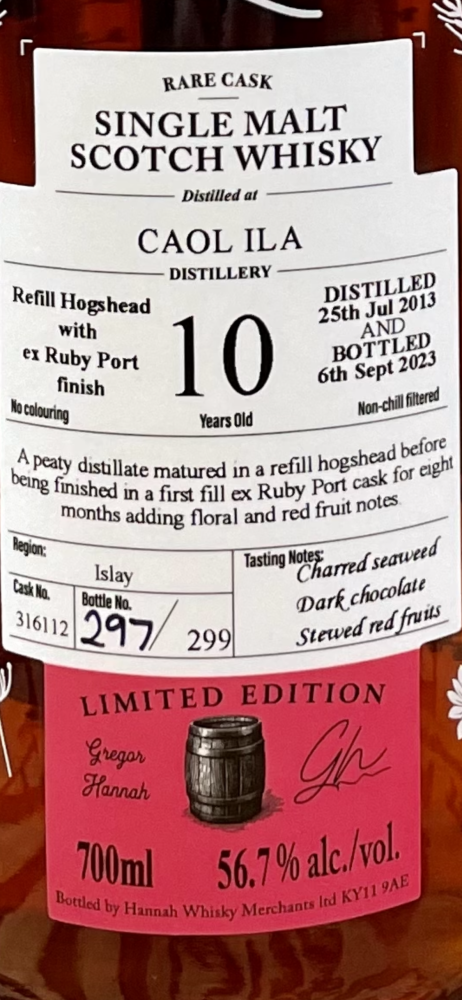 RARE CASK
SINGLE MALT
SCOTCH WHISKY
Distilled at
CAOL ILA
DISTILLERY
Refill Hogshead
with
ex Ruby Port
finish
No colouring
10
Years Old
DISTILLED
25th Jul 2013
AND
BOTTLED
6th Sept 2023
Non-chill filtered
A peaty distillate matured in a refill hogshead before
being finished in a first fill ex Ruby Port cask for eight
months adding floral and red fruit notes.
Region:
Islay
Cask No.
316112
Bottle No.
297/ 299
Tasting Notes:
Charred seaweed
Dark chocolate
Stewed red fruits
LIMITED EDITION
Gregor
Hannah
Gh
700ml
56.7% alc./vol.
Bottled by Hannah Whisky Merchants ltd KY11 9AE